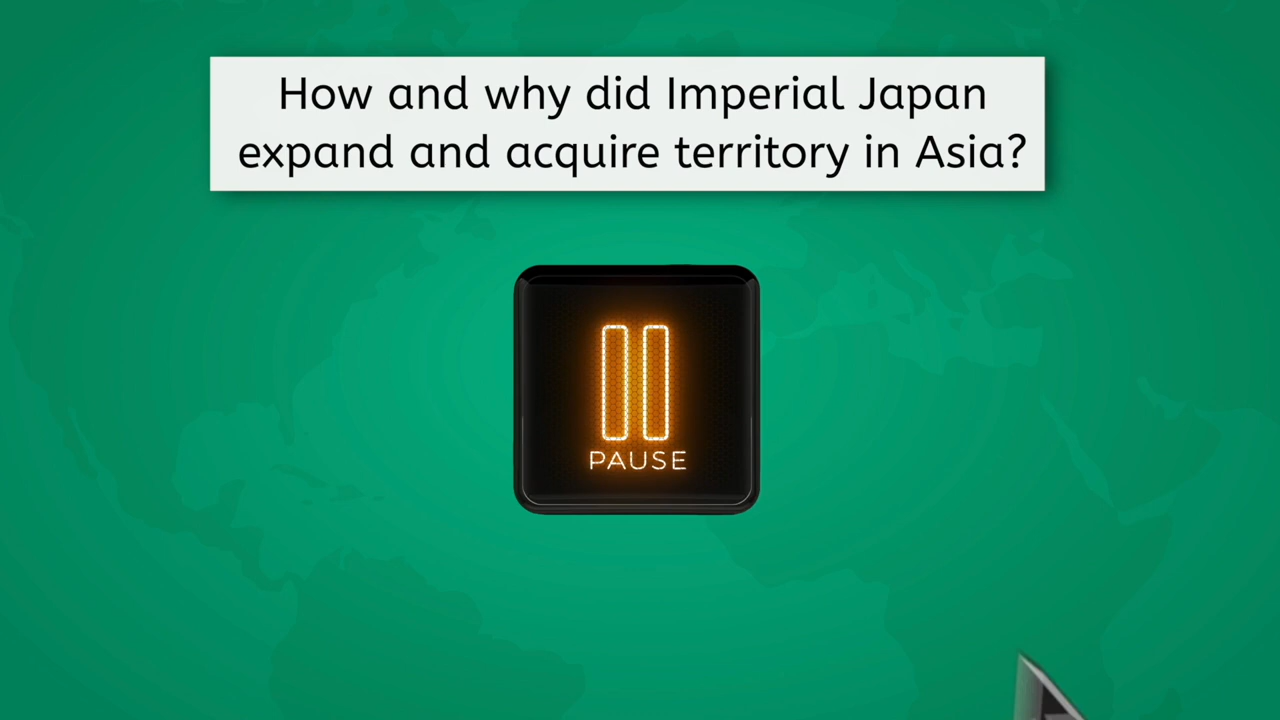 How and why did Imperial Japan
expand and acquire territory in Asia?
PAUSE